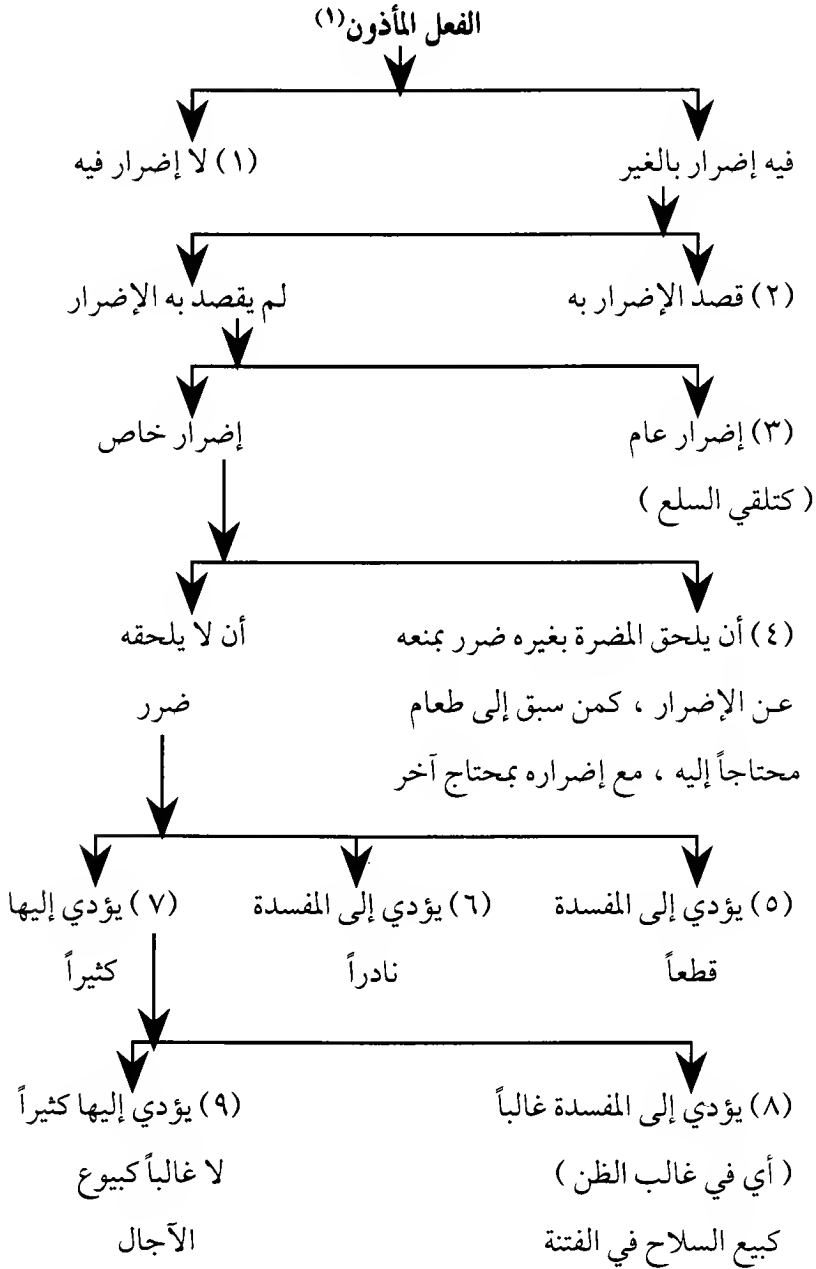 الفعل المأذون(١)
فيه إضرار بالغير
(١) لا إضرار فيه
(٢) قصد الإضرار به
لم يقصد به الإضرار
(٣) إضرار عام
(كتلقي السلع)
إضرار خاص
(٤) أن يلحق المضرة بغيره ضرر بمنعه
عن الإضرار ، كمن سبق إلى طعام
محتاجاً إليه ، مع إضراره بمحتاج آخر
أن لا يلحقه
ضرر
(٥) يؤدي إلى المفسدة
قطعاً
(٦) يؤدي إلى المفسدة
نادراً
(٧) يؤدي إليها
كثيراً
(٨) يؤدي إلى المفسدة غالباً
(أي في غالب الظن)
كبيع السلاح في الفتنة
(٩) يؤدي إليها كثيراً
لا غالباً كبيوع
الآجال